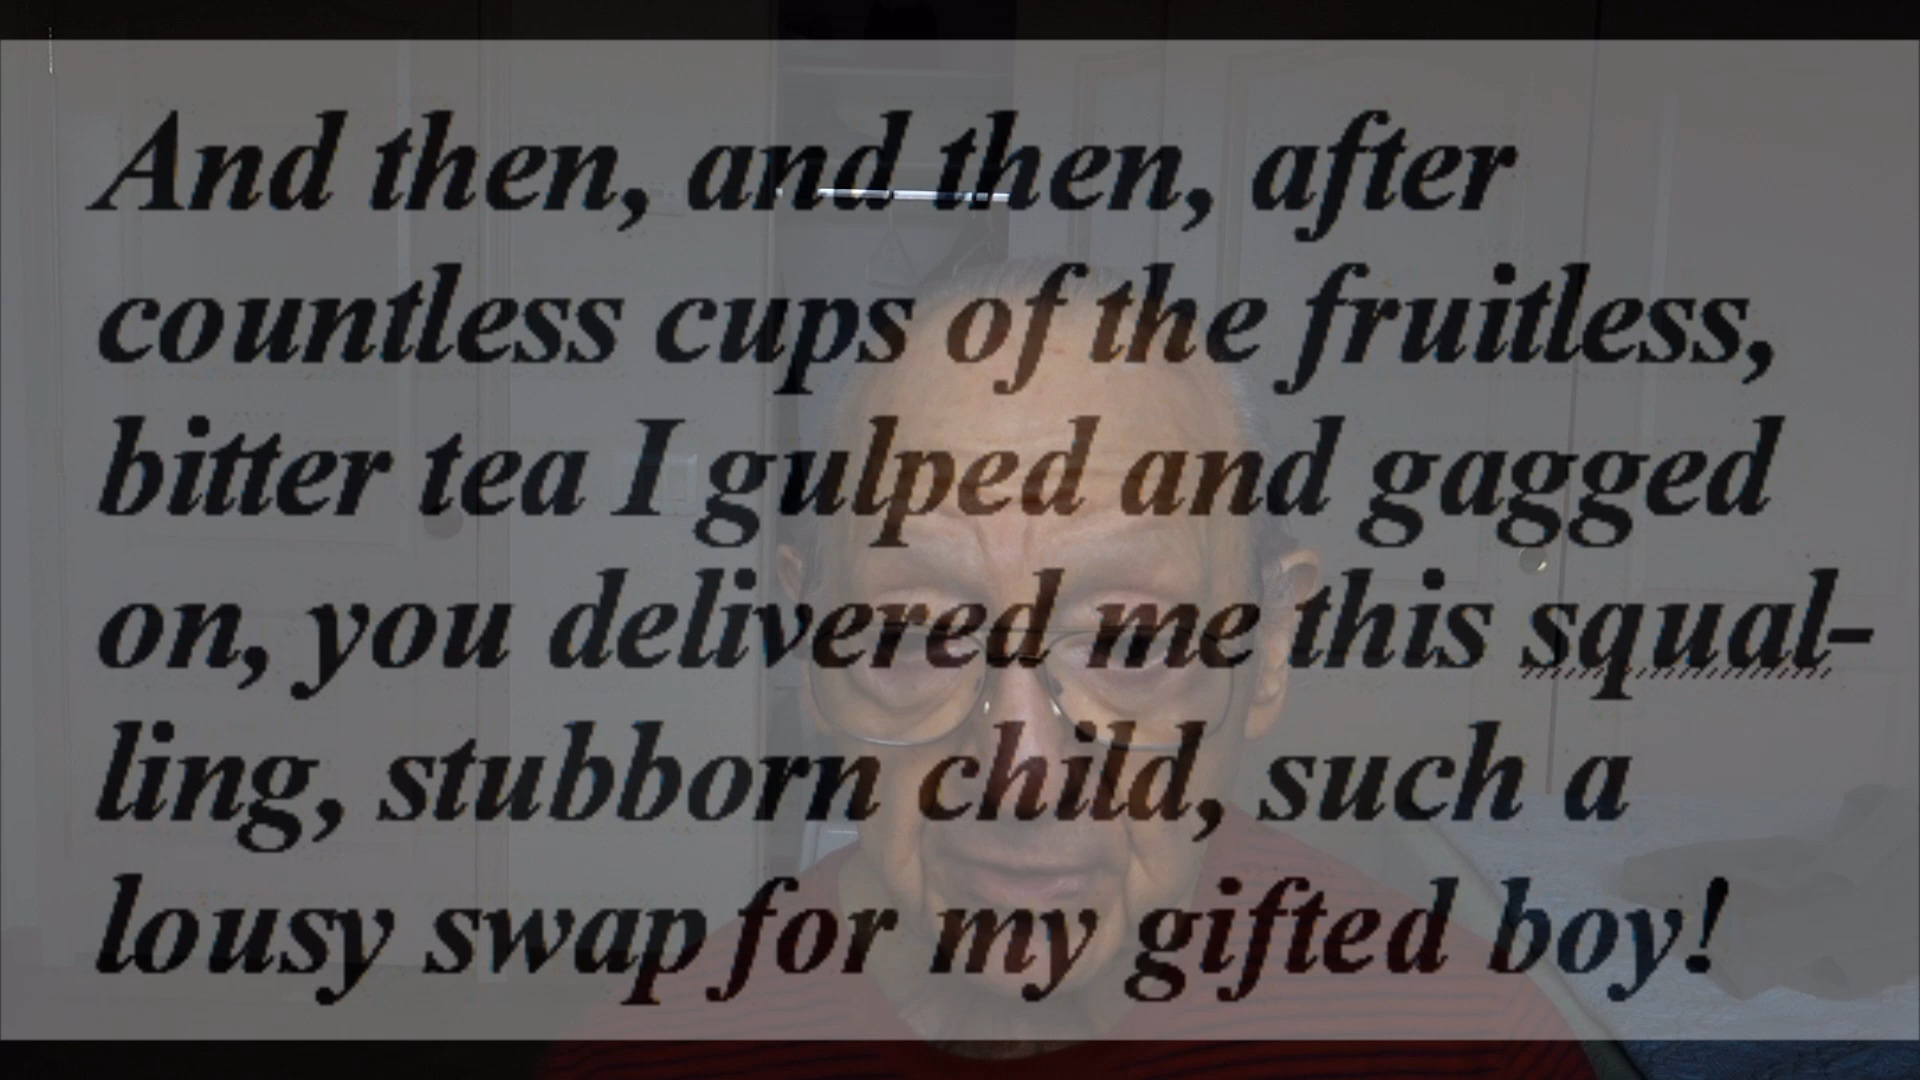 And then, and then, after
countless cups of the fruitless,
bitter tea I gulped and gagged
on, you delivered me this squal-
ling, stubborn child, such a
lousy swap for my gifted boy!